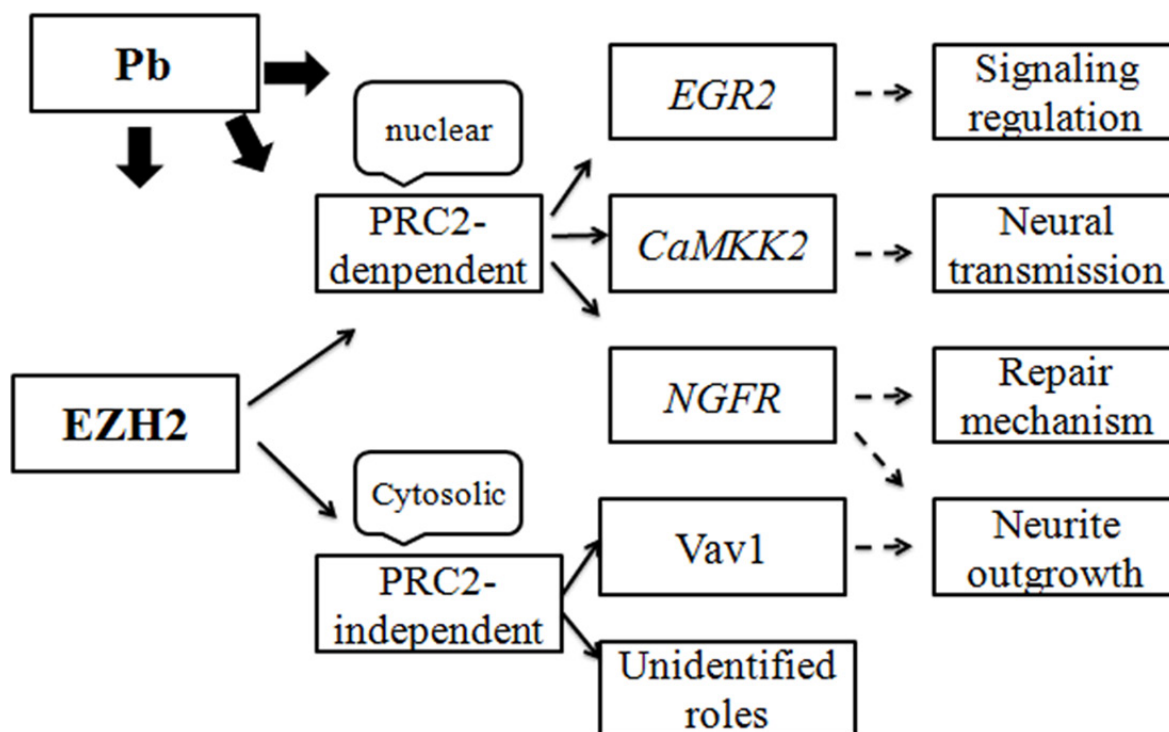 Pb
nuclear
PRC2-
denpendent
EZH2
Cytosolic
PRC2-
independent
EGR2
CaMKK2
NGFR
Vav1
Unidentified
roles
Signaling
regulation
Neural
transmission
Repair
mechanism
Neurite
outgrowth